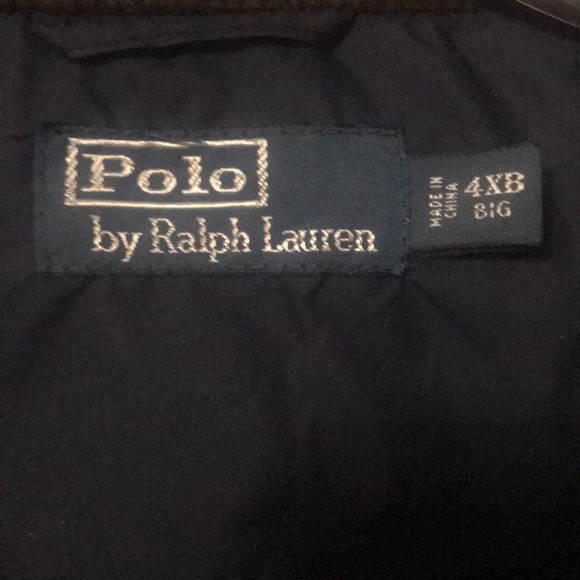 Polo
by Ralph Lauren
MADE IN
CHINA
4XB
BIG